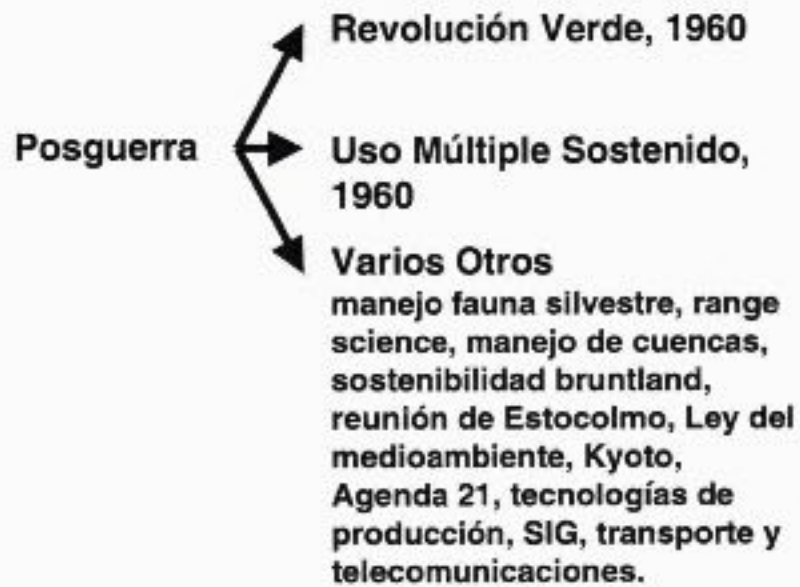 Revolución Verde, 1960
Posguerra
Uso Múltiple Sostenido,
1960
Varios Otros
manejo fauna silvestre, range
science, manejo de cuencas,
sostenibilidad bruntland,
reunión de Estocolmo, Ley del
medioambiente, Kyoto,
Agenda 21, tecnologías de
producción, SIG, transporte y
telecomunicaciones.